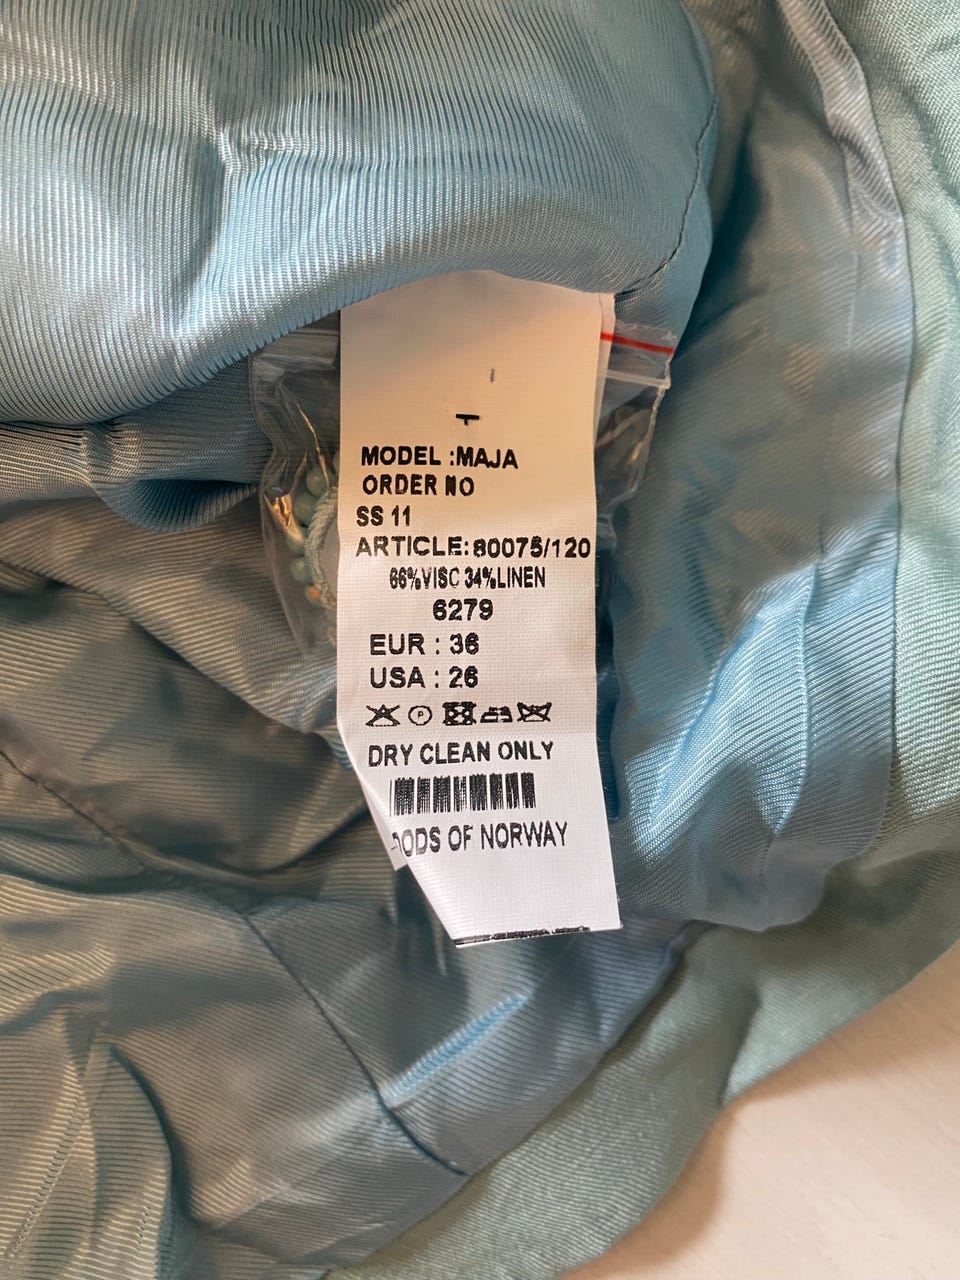 MODEL :MAJA
ORDER NO
SS 11
ARTICLE: 80075/120
66%VISC 34%LINEN
6279
EUR : 36
USA : 26
P
DRY CLEAN ONLY
OF NORWAY